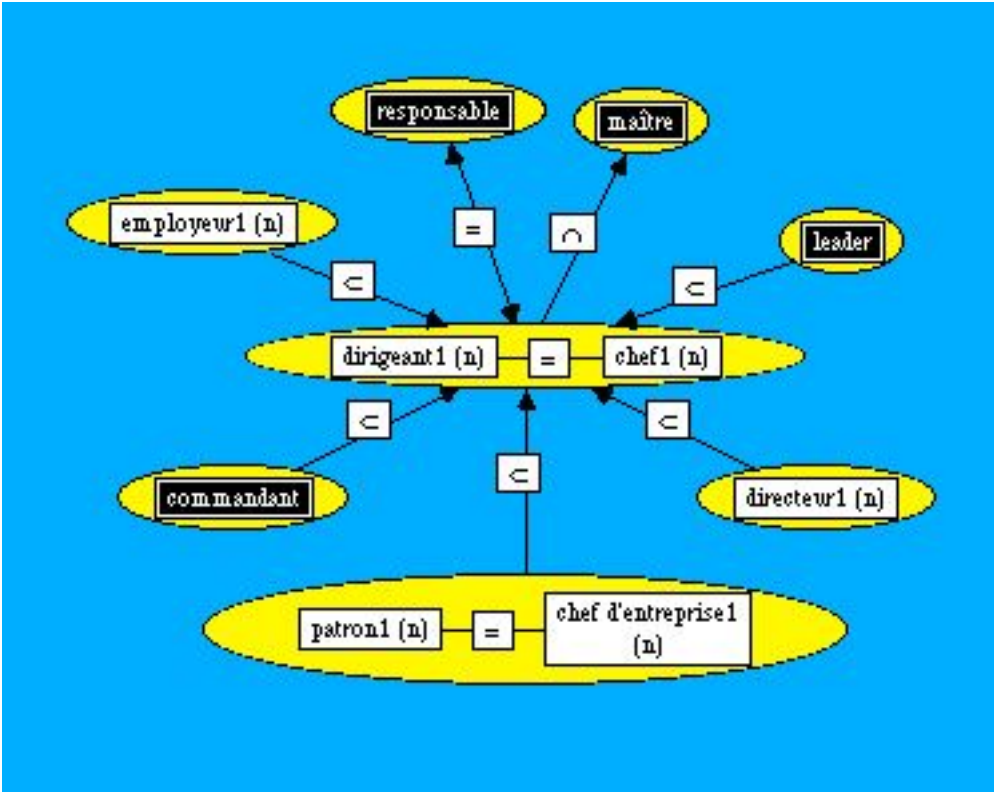 responsable
maître
employeur1 (n)
=
∩
leader
⊂
⊂
dirigeant1 (n) = chef1 (n)
⊂
⊂
⊂
commandant
directeur1 (n)
patron1 (n) = chef d'entreprise1
(n)